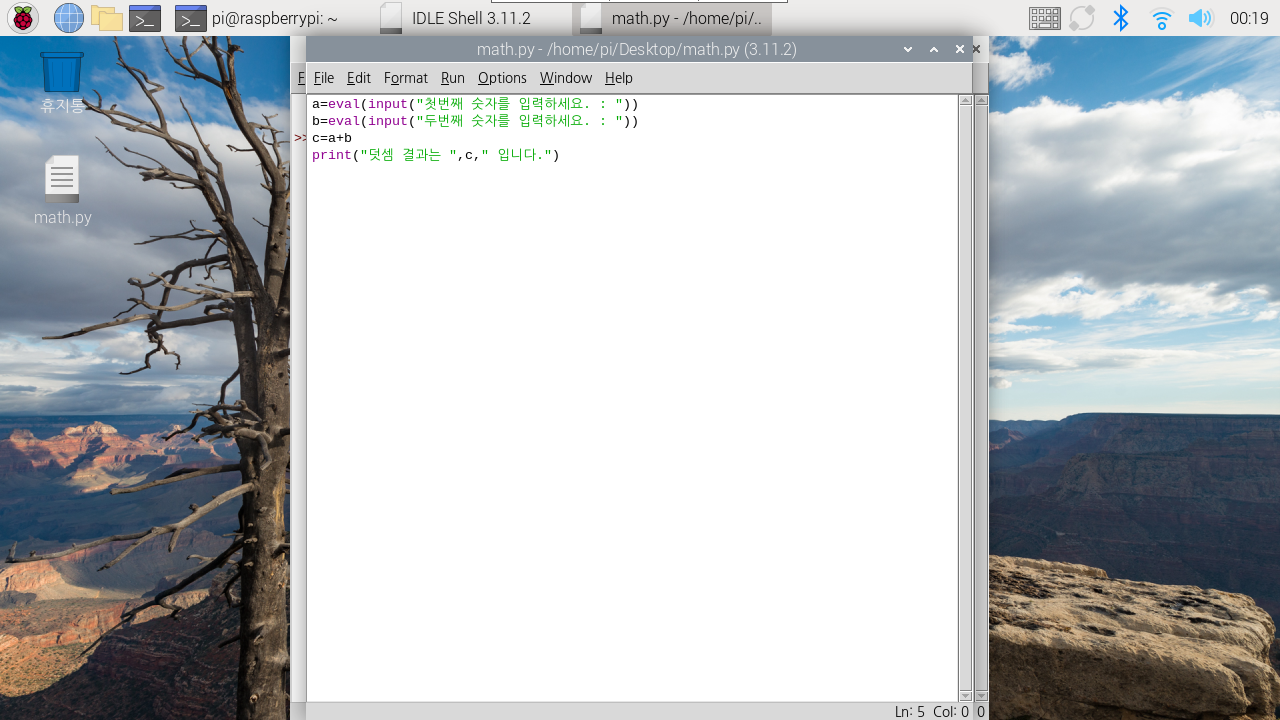 pi@raspberrypi: ~
IDLE Shell 3.11.2
math.py - /home/pi/..
00:19
휴지통
math.py
math.py - /home/pi/Desktop/math.py (3.11.2)
F
File Edit Format Run Options Window Help
a=eval(input("첫번째 숫자를 입력하세요. : "))
b=eval(input("두번째 숫자를 입력하세요. : "))
>>
c=a+b
print("덧셈 결과는 ",c," 입니다.")
Ln: 5 Col: 0
0